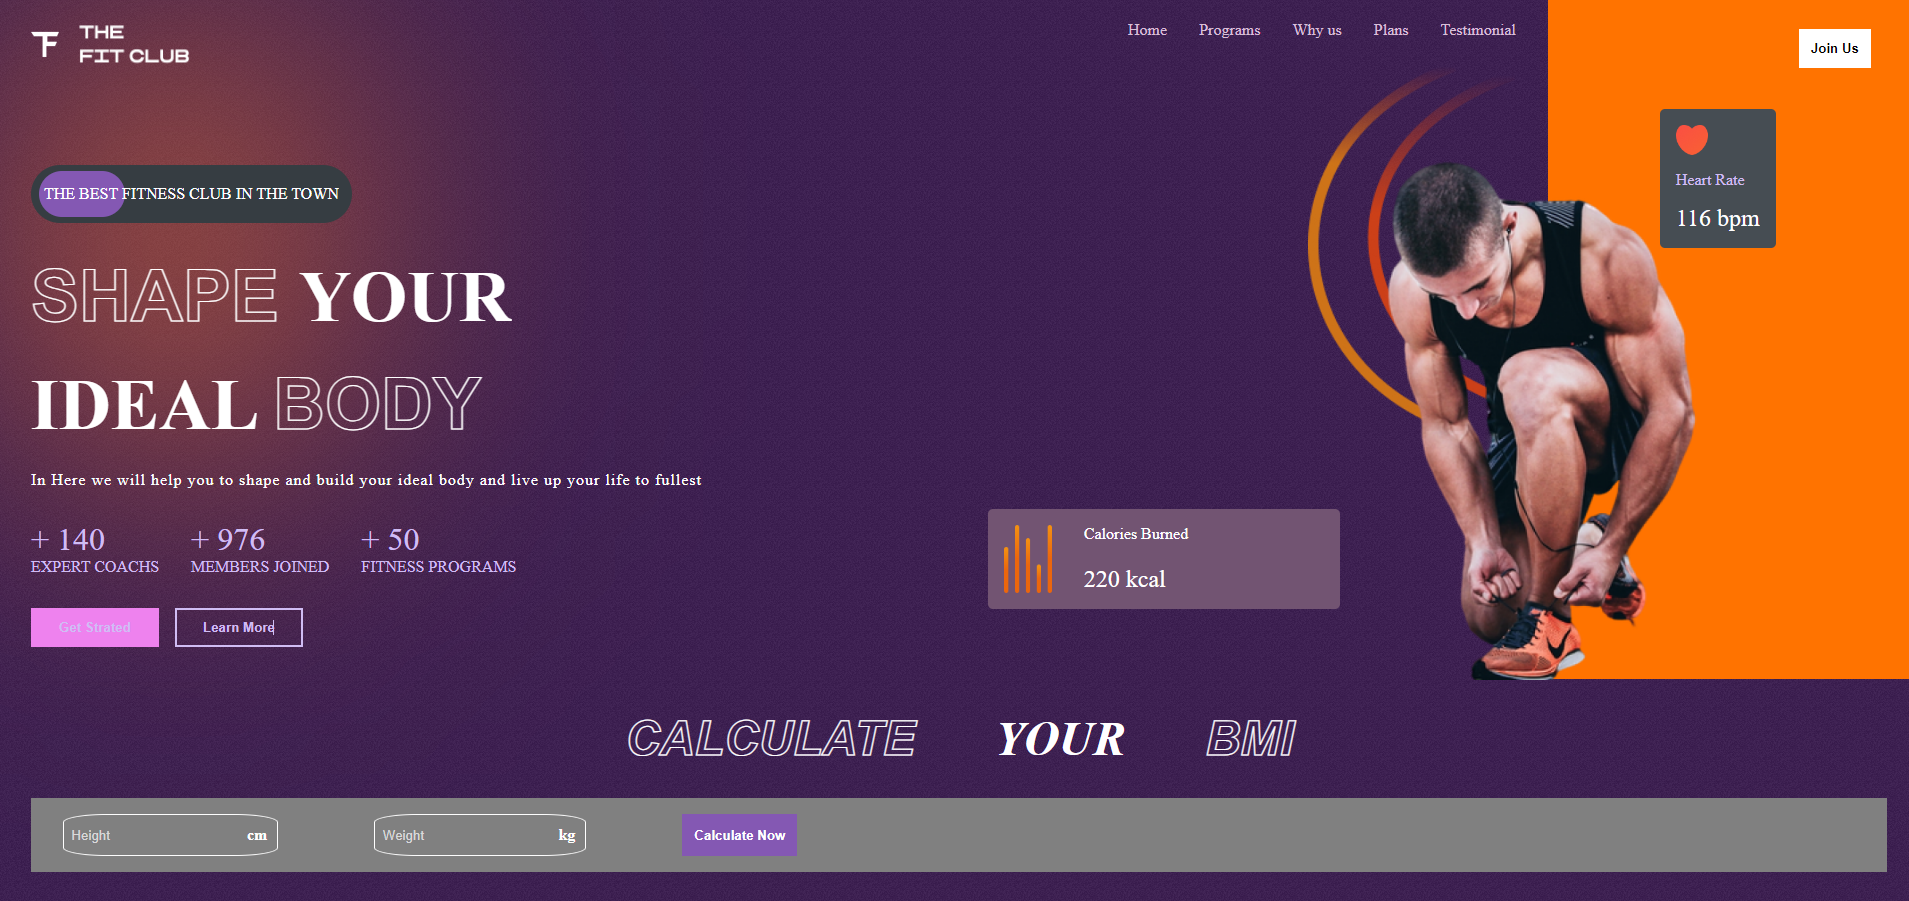 THE
FIT CLUB
Home Programs Why us Plans Testimonial
Join Us
Heart Rate
116 bpm
THE BEST FITNESS CLUB IN THE TOWN
SHAPE YOUR
IDEAL BODY
In Here we will help you to shape and build your ideal body and live up your life to fullest
+ 140 + 976 + 50
EXPERT COACHS MEMBERS JOINED FITNESS PROGRAMS
Get Strated Learn More
Calories Burned
220 kcal
CALCULATE YOUR BMI
Height cm Weight kg Calculate Now